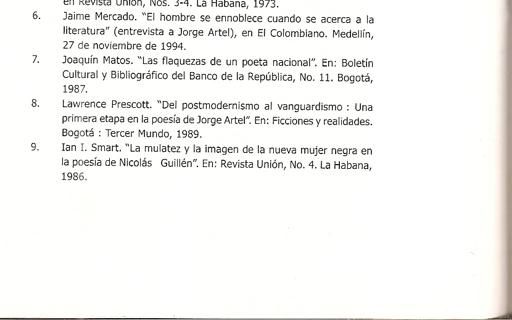 en Revista Unión, Nos. 3-4. La Habana, 1973.
6. Jaime Mercado. "El hombre se ennoblece cuando se acerca a la
literatura" (entrevista a Jorge Artel), en El Colombiano. Medellín,
27 de noviembre de 1994.
7. Joaquín Matos. "Las flaquezas de un poeta nacional". En: Boletín
Cultural y Bibliográfico del Banco de la República, No. 11. Bogotá,
1987.
8. Lawrence Prescott. "Del postmodernismo al vanguardismo : Una
primera etapa en la poesía de Jorge Artel". En: Ficciones y realidades.
Bogotá : Tercer Mundo, 1989.
9. Ian I. Smart. "La mulatez y la imagen de la nueva mujer negra en
la poesía de Nicolás Guillén". En: Revista Unión, No. 4. La Habana,
1986.